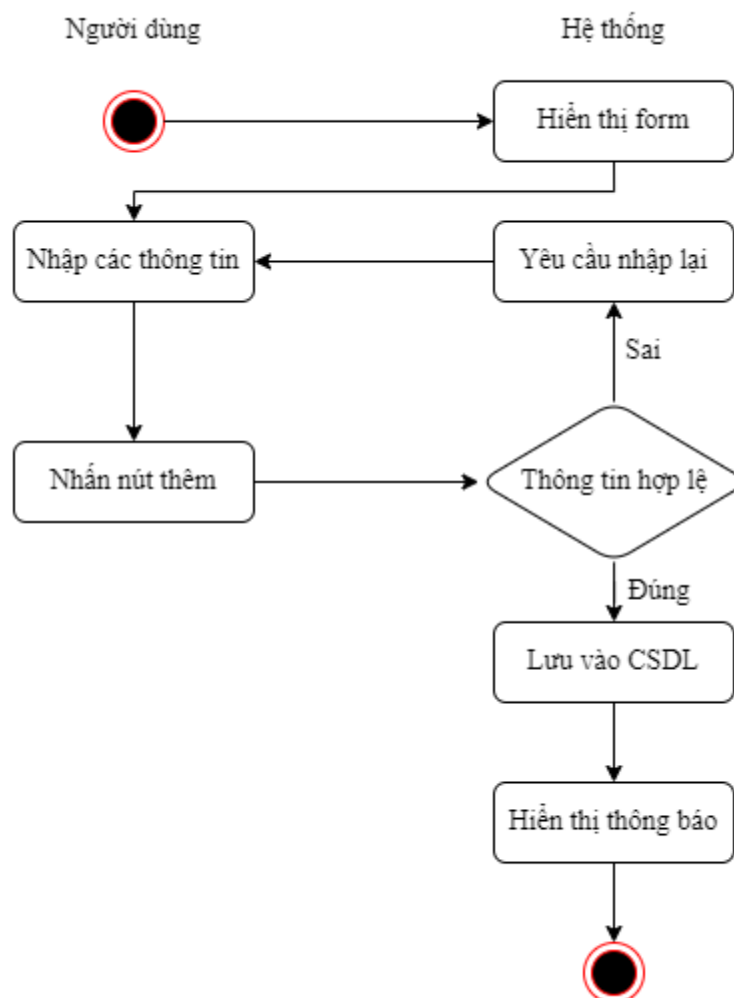 Người dùng
Hệ thống
Hiển thị form
Nhập các thông tin
Yêu cầu nhập lại
Sai
Nhấn nút thêm
Thông tin hợp lệ
Đúng
Lưu vào CSDL
Hiển thị thông báo